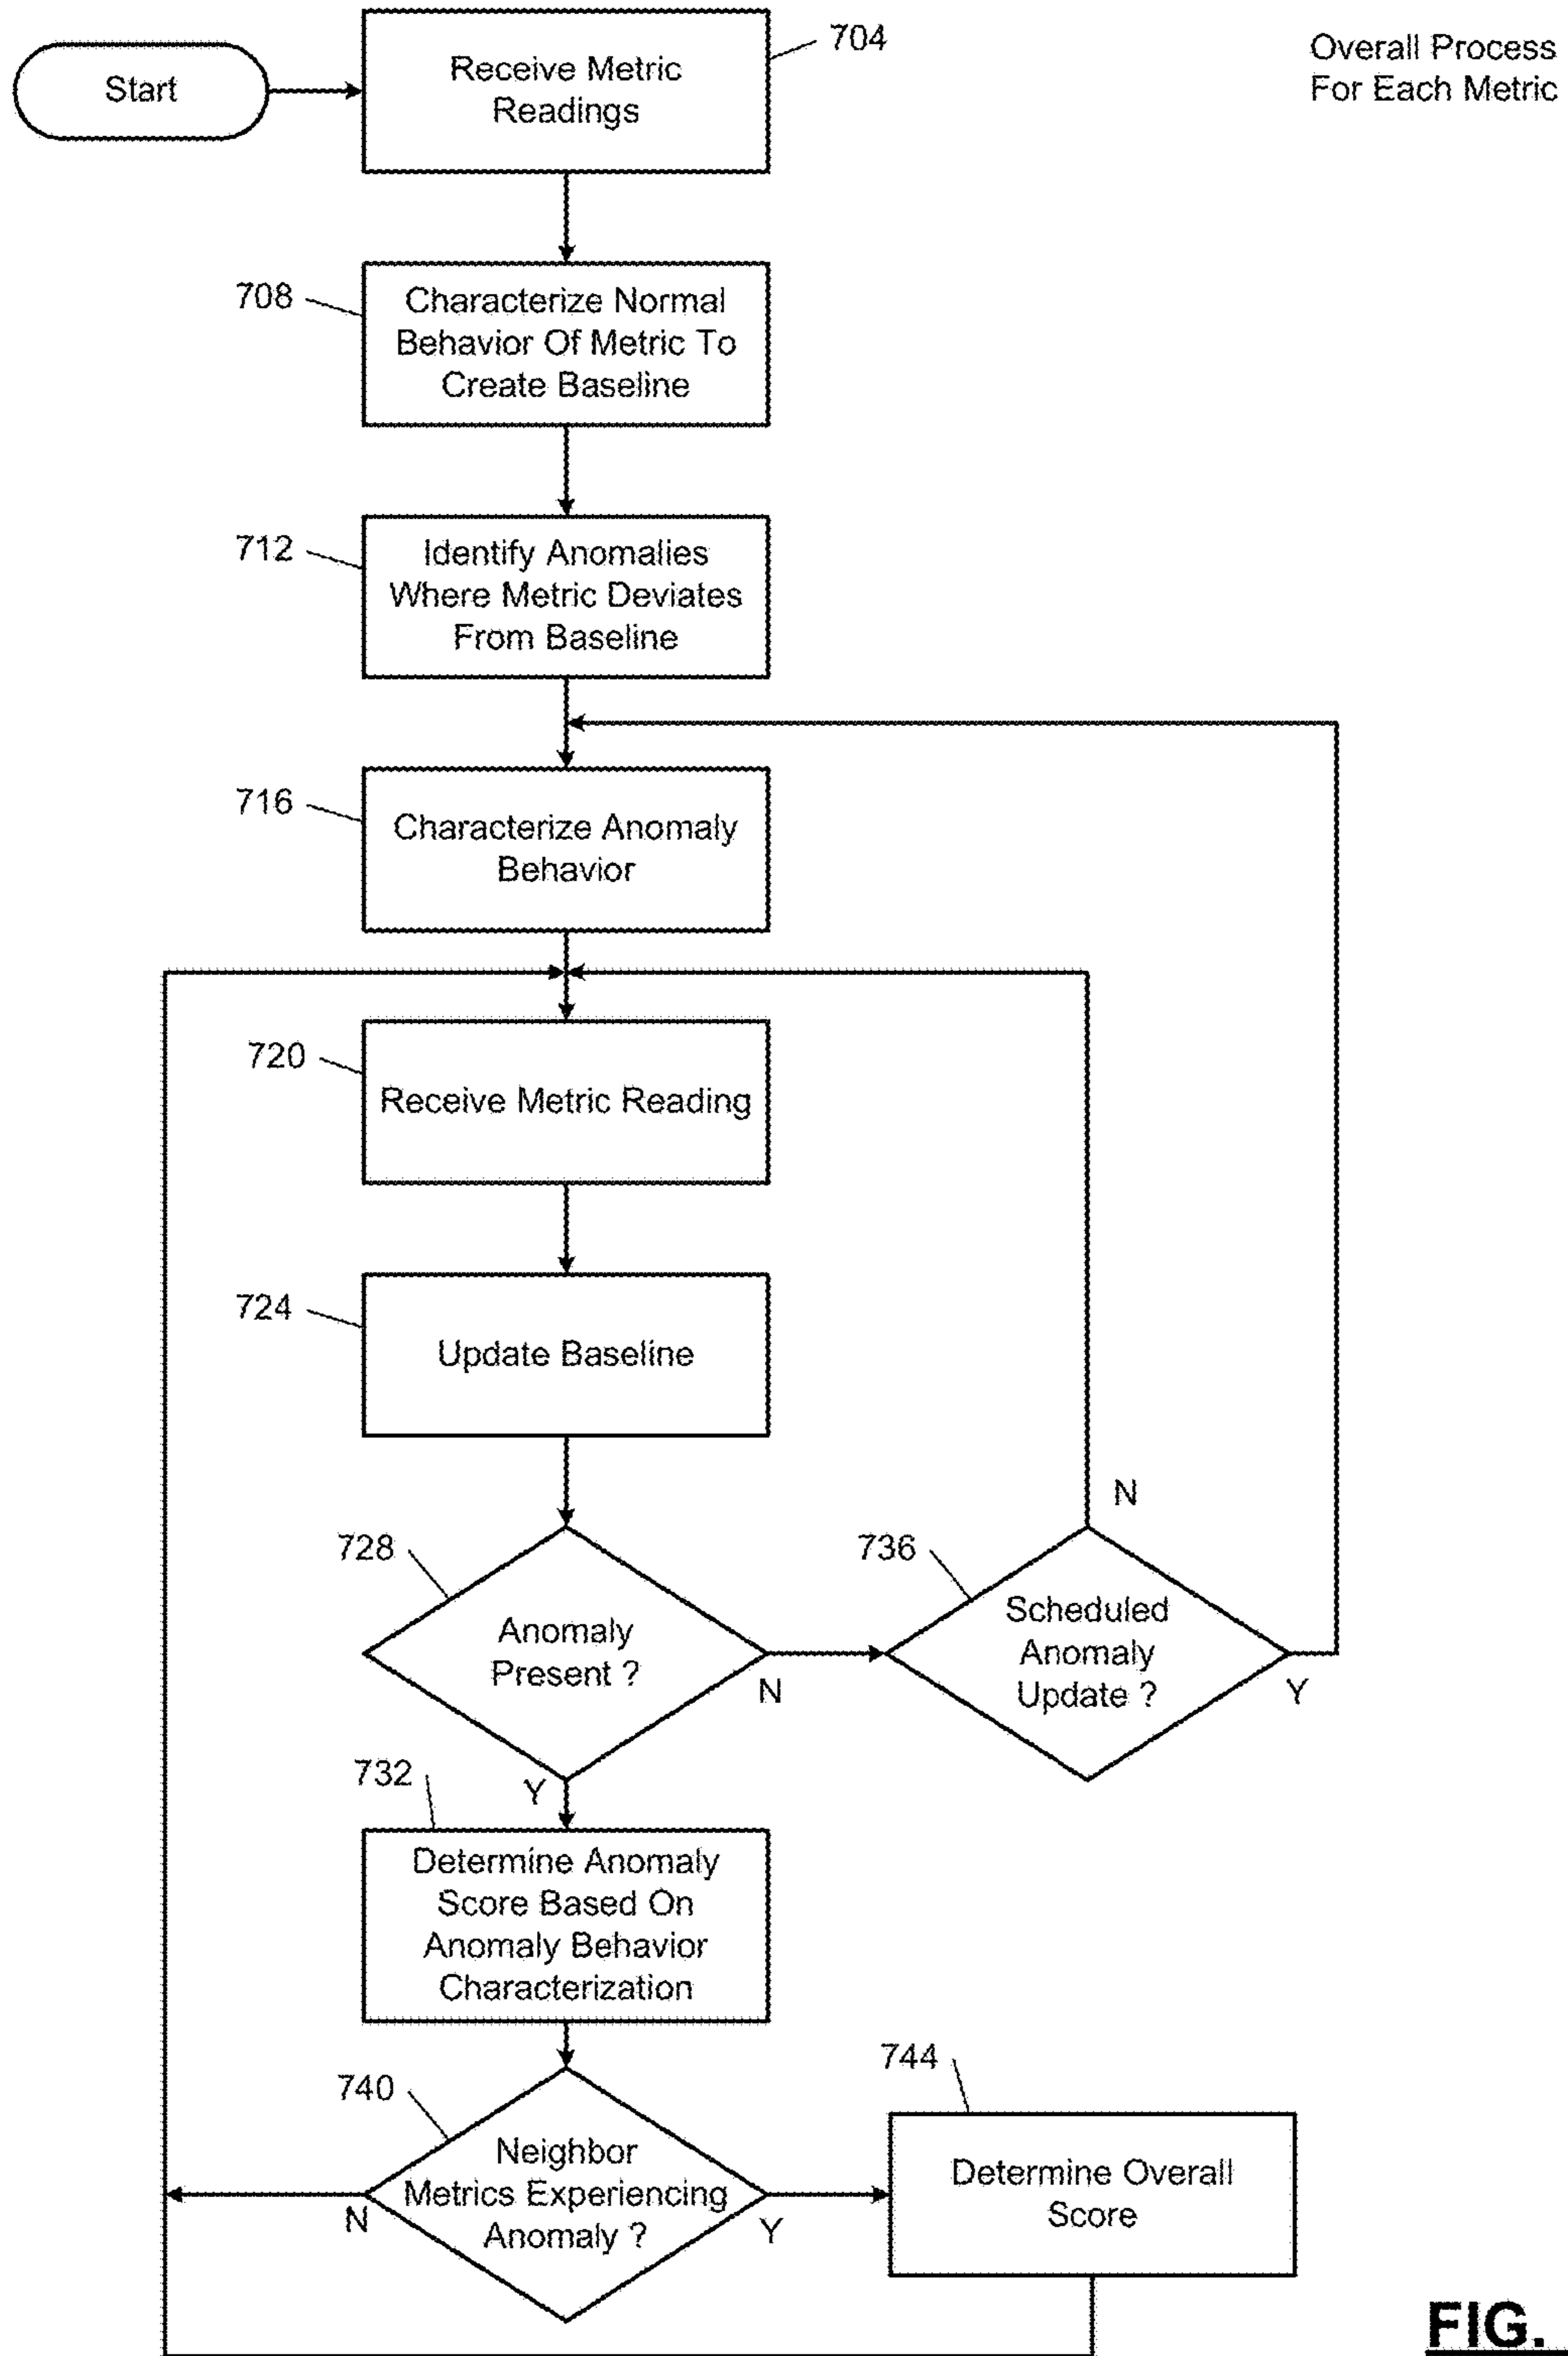 Start
Receive Metric
Readings
704
Overall Process
For Each Metric
708
Characterize Normal
Behavior Of Metric To
Create Baseline
712
Identify Anomalies
Where Metric Deviates
From Baseline
716
Characterize Anomaly
Behavior
720
Receive Metric Reading
724
Update Baseline
728
Anomaly
Present ?
N
Y
736
Scheduled
Anomaly
Update ?
N
Y
732
Determine Anomaly
Score Based On
Anomaly Behavior
Characterization
740
Neighbor
Metrics Experiencing
Anomaly ?
N
Y
744
Determine Overall
Score
FIG.